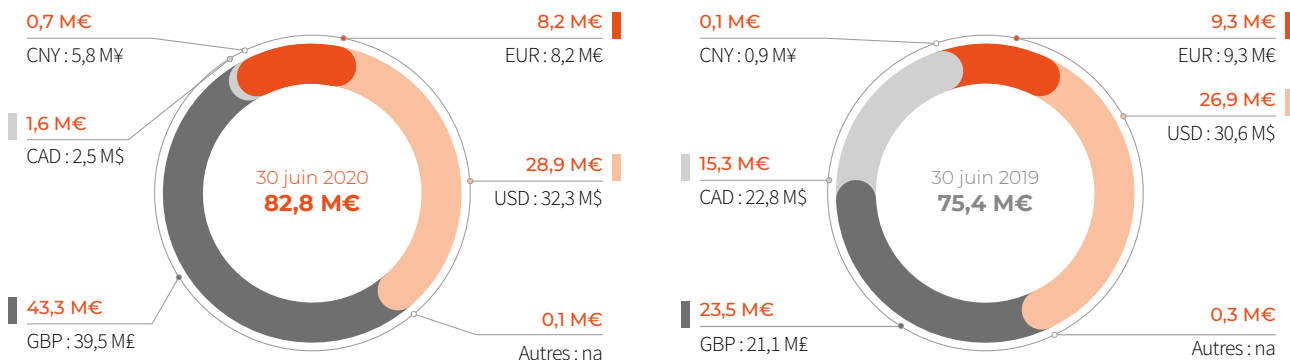 0,7 M€
CNY : 5,8 M¥
8,2 M€
EUR : 8,2 M€
1,6 M€
CAD : 2,5 M$
28,9 M€
USD : 32,3 M$
30 juin 2020
82,8 M€
43,3 M€
GBP : 39,5 M£
0,1 M€
Autres : na
0,1 M€
CNY : 0,9 M¥
9,3 M€
EUR : 9,3 M€
26,9 M€
USD : 30,6 M$
15,3 M€
CAD : 22,8 M$
30 juin 2019
75,4 M€
23,5 M€
GBP : 21,1 M£
0,3 M€
Autres : na